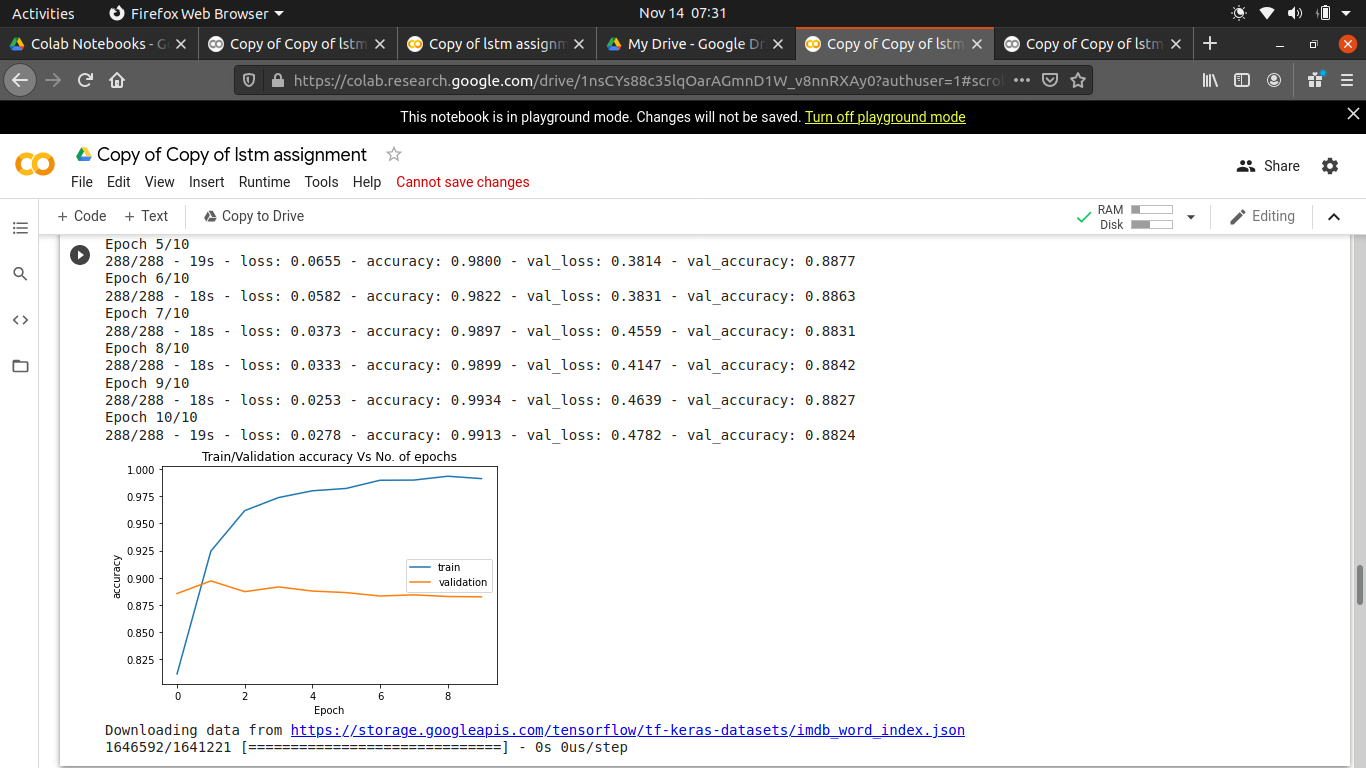 Activities Firefox Web Browser Nov 14 07:31
Colab Notebooks - G Copy of Copy of lstm Copy of lstm assignm My Drive - Google Dr Copy of Copy of lstm Copy of Copy of lstm
https://colab.research.google.com/drive/1nsCYs88c35lqOarAGmnD1W_v8nnRXAy0?authuser=1#scro
This notebook is in playground mode. Changes will not be saved. Turn off playground mode
Copy of Copy of lstm assignment
Share
File Edit View Insert Runtime Tools Help Cannot save changes
+ Code + Text Copy to Drive RAM Disk Editing
Epoch 5/10
288/288 - 19s - loss: 0.0655 - accuracy: 0.9800 - val_loss: 0.3814 - val_accuracy: 0.8877
Epoch 6/10
288/288 - 18s - loss: 0.0582 - accuracy: 0.9822 - val_loss: 0.3831 - val_accuracy: 0.8863
Epoch 7/10
288/288 - 18s - loss: 0.0373 - accuracy: 0.9897 - val_loss: 0.4559 - val_accuracy: 0.8831
Epoch 8/10
288/288 - 18s - loss: 0.0333 - accuracy: 0.9899 - val_loss: 0.4147 - val_accuracy: 0.8842
Epoch 9/10
288/288 - 18s - loss: 0.0253 - accuracy: 0.9934 - val_loss: 0.4639 - val_accuracy: 0.8827
Epoch 10/10
288/288 - 19s - loss: 0.0278 - accuracy: 0.9913 - val_loss: 0.4782 - val_accuracy: 0.8824
Train/Validation accuracy Vs No. of epochs
1.000
0.975
0.950
0.925
0.900
0.875
0.850
0.825
accuracy
train
validation
0 2 4 6 8
Epoch
Downloading data from https://storage.googleapis.com/tensorflow/tf-keras-datasets/imdb_word_index.json
1646592/1641221 [==============================] - 0s 0us/step